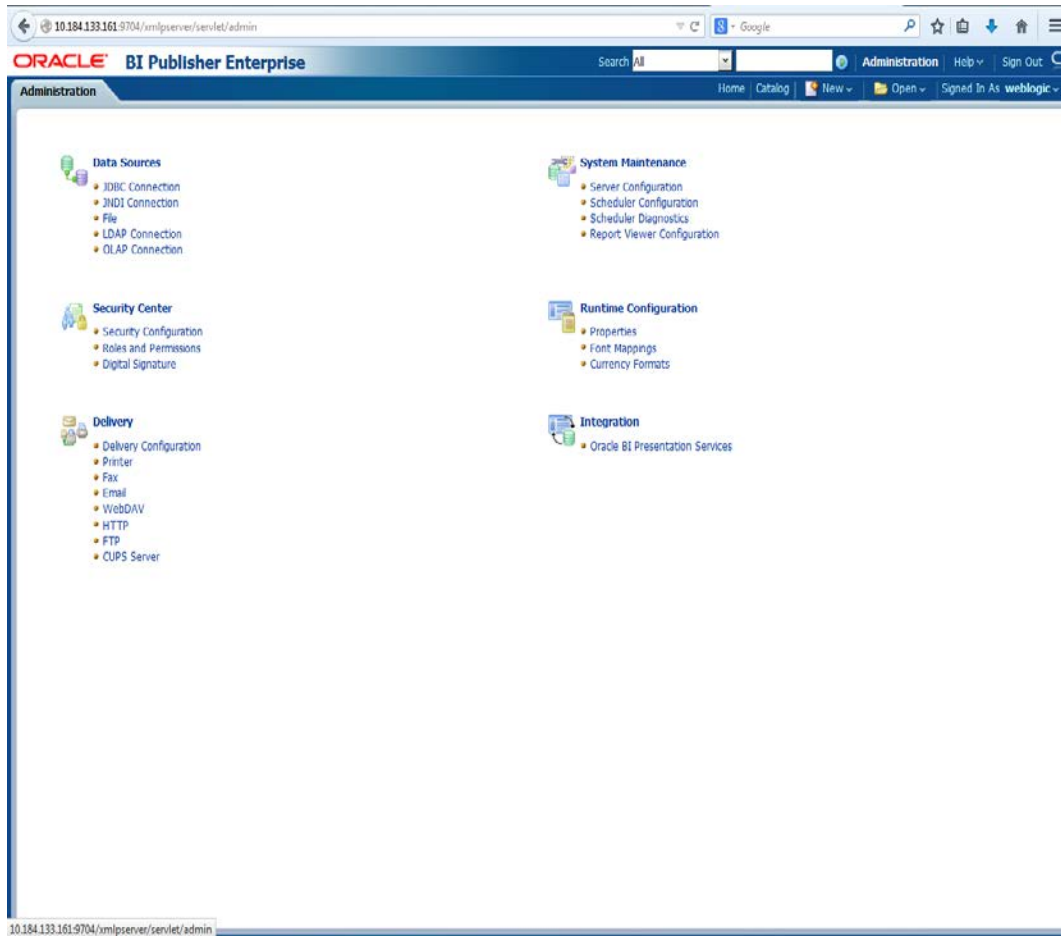 10.184.133.161:9704/xmlpserver/servlet/admin
Google
ORACLE BI Publisher Enterprise
Search All
Administration Help Sign Out
Administration
Home Catalog New Open Signed In As weblogic
Data Sources
JDBC Connection
JNDI Connection
File
LDAP Connection
OLAP Connection
System Maintenance
Server Configuration
Scheduler Configuration
Scheduler Diagnostics
Report Viewer Configuration
Security Center
Security Configuration
Roles and Permissions
Digital Signature
Runtime Configuration
Properties
Font Mappings
Currency Formats
Delivery
Delivery Configuration
Printer
Fax
Email
WebDAV
HTTP
FTP
CUPS Server
Integration
Oracle BI Presentation Services
10.184.133.161:9704/xmlpserver/servlet/admin